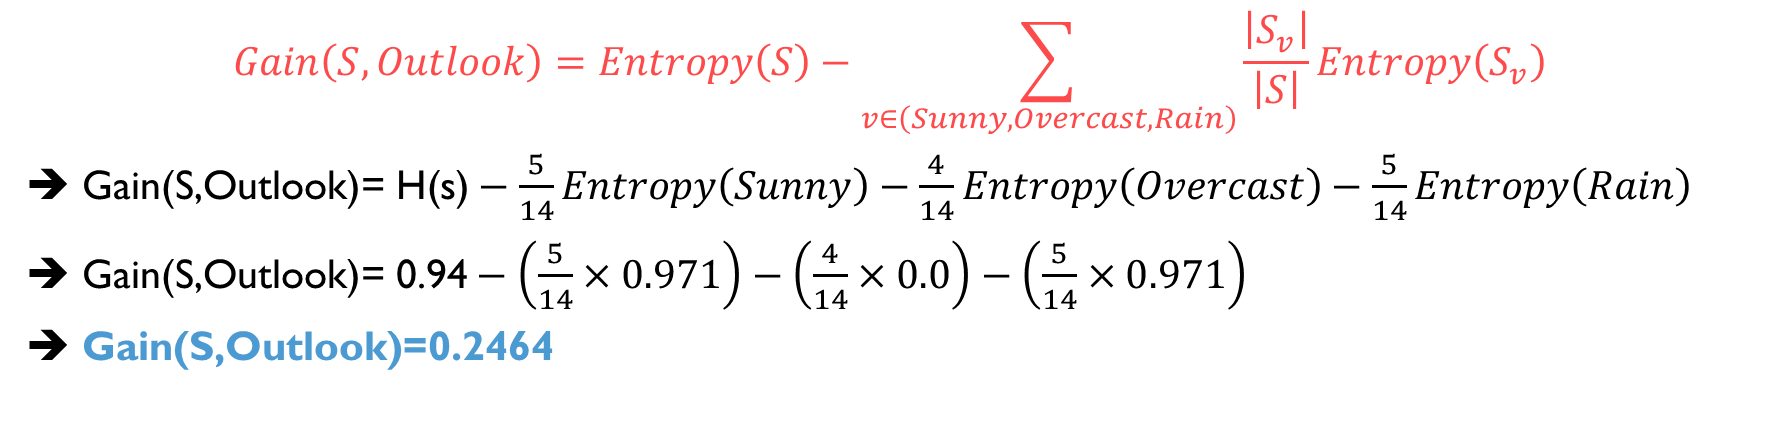 Gain(S, Outlook) = Entropy(S) − ∑_{v∈(Sunny,Overcast,Rain)} |S_v|/|S| Entropy(S_v)
➔ Gain(S,Outlook)= H(s) − 5/14 Entropy(Sunny) − 4/14 Entropy(Overcast) − 5/14 Entropy(Rain)
➔ Gain(S,Outlook)= 0.94 − (5/14 × 0.971) − (4/14 × 0.0) − (5/14 × 0.971)
➔ Gain(S,Outlook)=0.2464